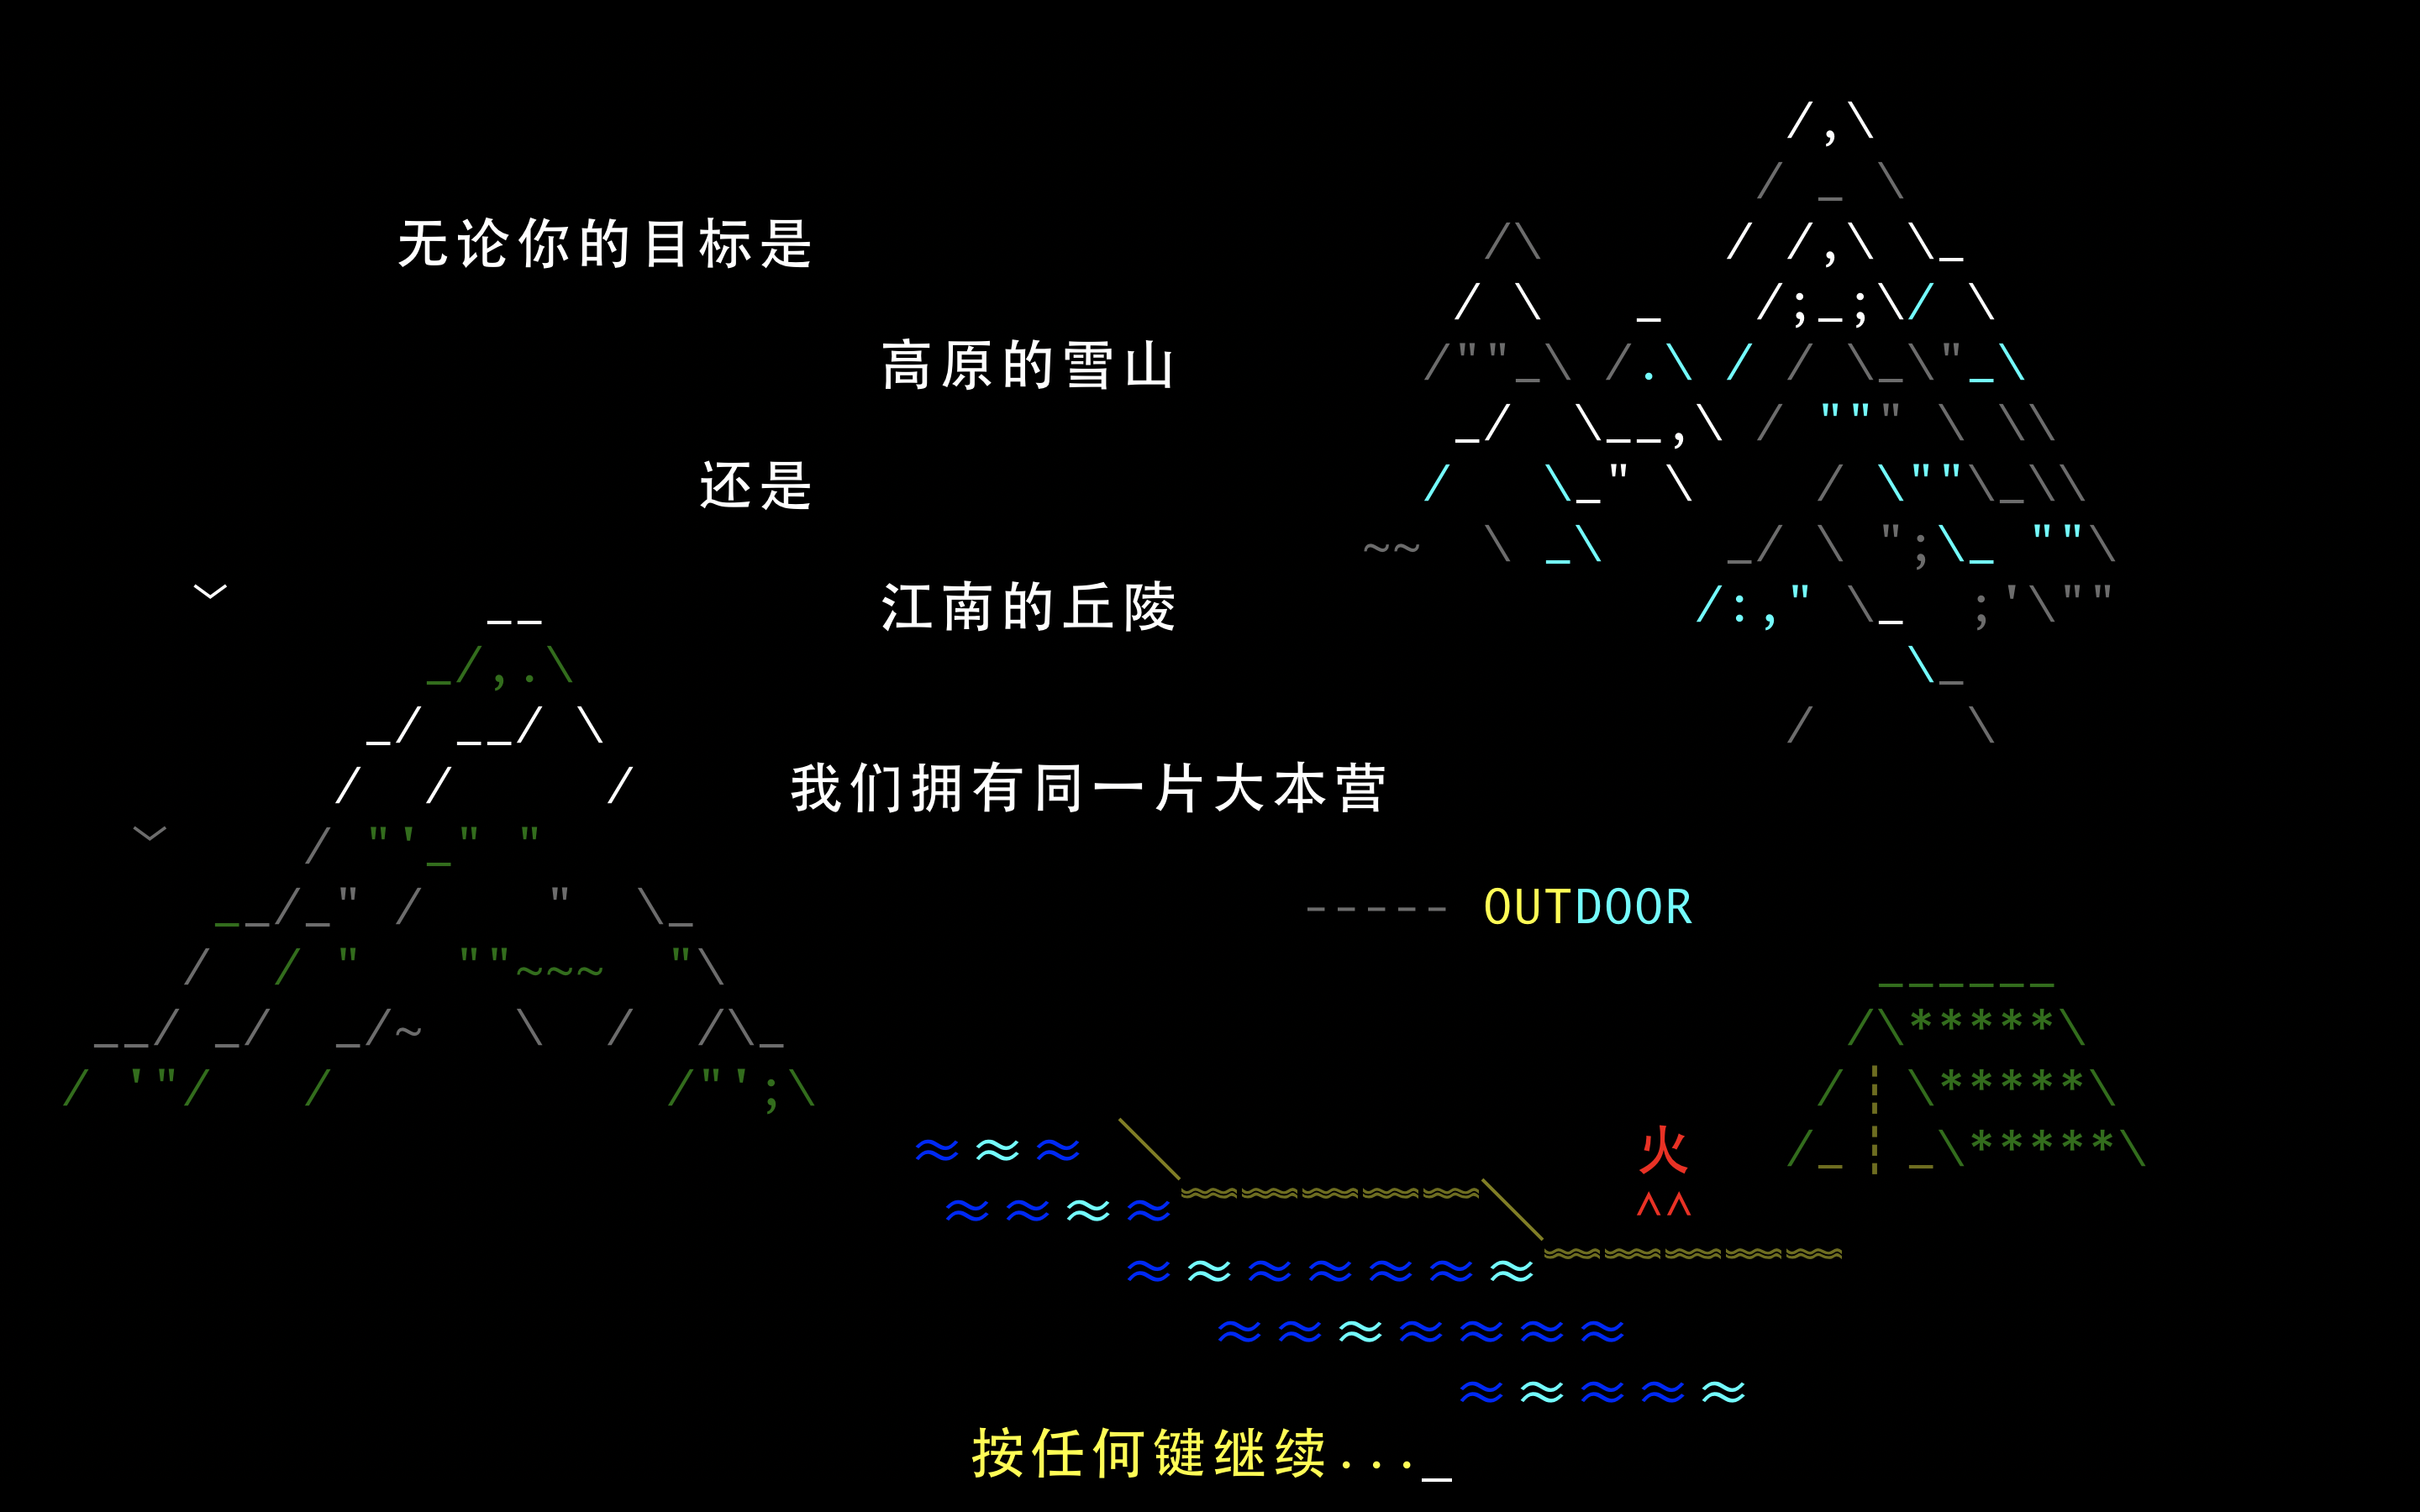 无论你的目标是
高原的雪山
还是
江南的丘陵
我们拥有同一片大本营
----- OUTDOOR
火
按任何键继续..._